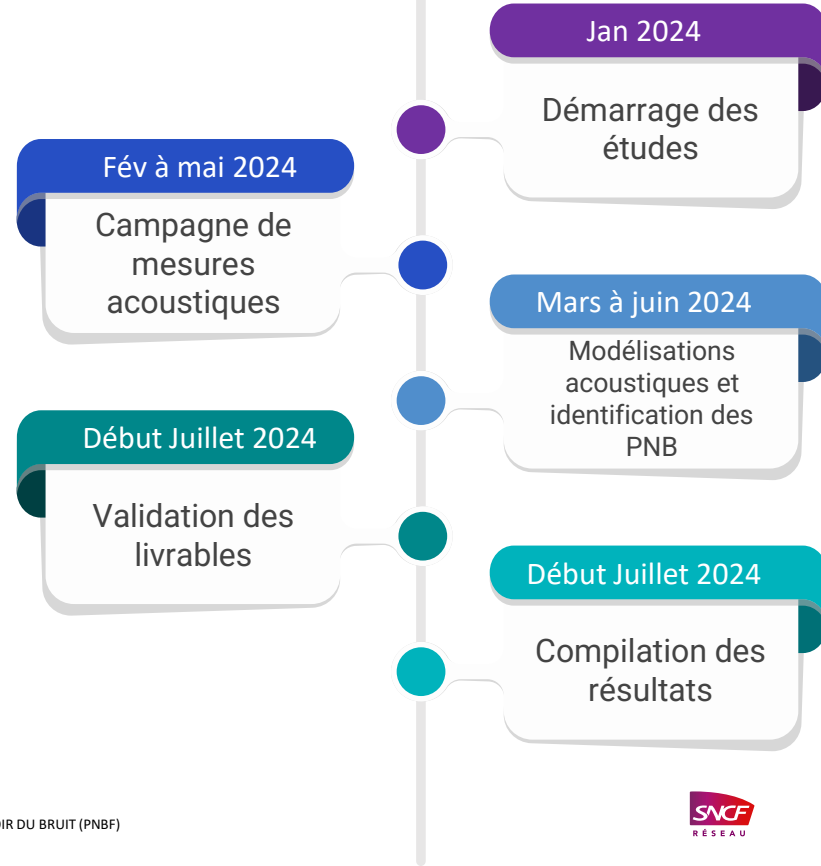 Jan 2024
Démarrage des
études
Fév à mai 2024
Campagne de
mesures
acoustiques
Mars à juin 2024
Modélisations
acoustiques et
identification des
PNB
Début Juillet 2024
Validation des
livrables
Début Juillet 2024
Compilation des
résultats
OIR DU BRUIT (PNBF)
SNCF
RÉSEAU